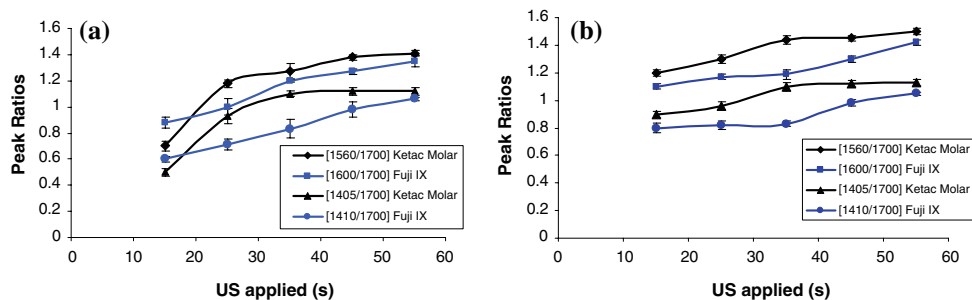 (a)
Peak Ratios
1.6
1.4
1.2
1
0.8
0.6
0.4
0.2
0
[1560/1700] Ketac Molar
[1600/1700] Fuji IX
[1405/1700] Ketac Molar
[1410/1700] Fuji IX
0 10 20 30 40 50 60
US applied (s)
(b)
Peak Ratios
1.6
1.4
1.2
1
0.8
0.6
0.4
0.2
0
[1560/1700] Ketac Molar
[1600/1700] Fuji IX
[1405/1700] Ketac Molar
[1410/1700] Fuji IX
0 10 20 30 40 50 60
US applied (s)